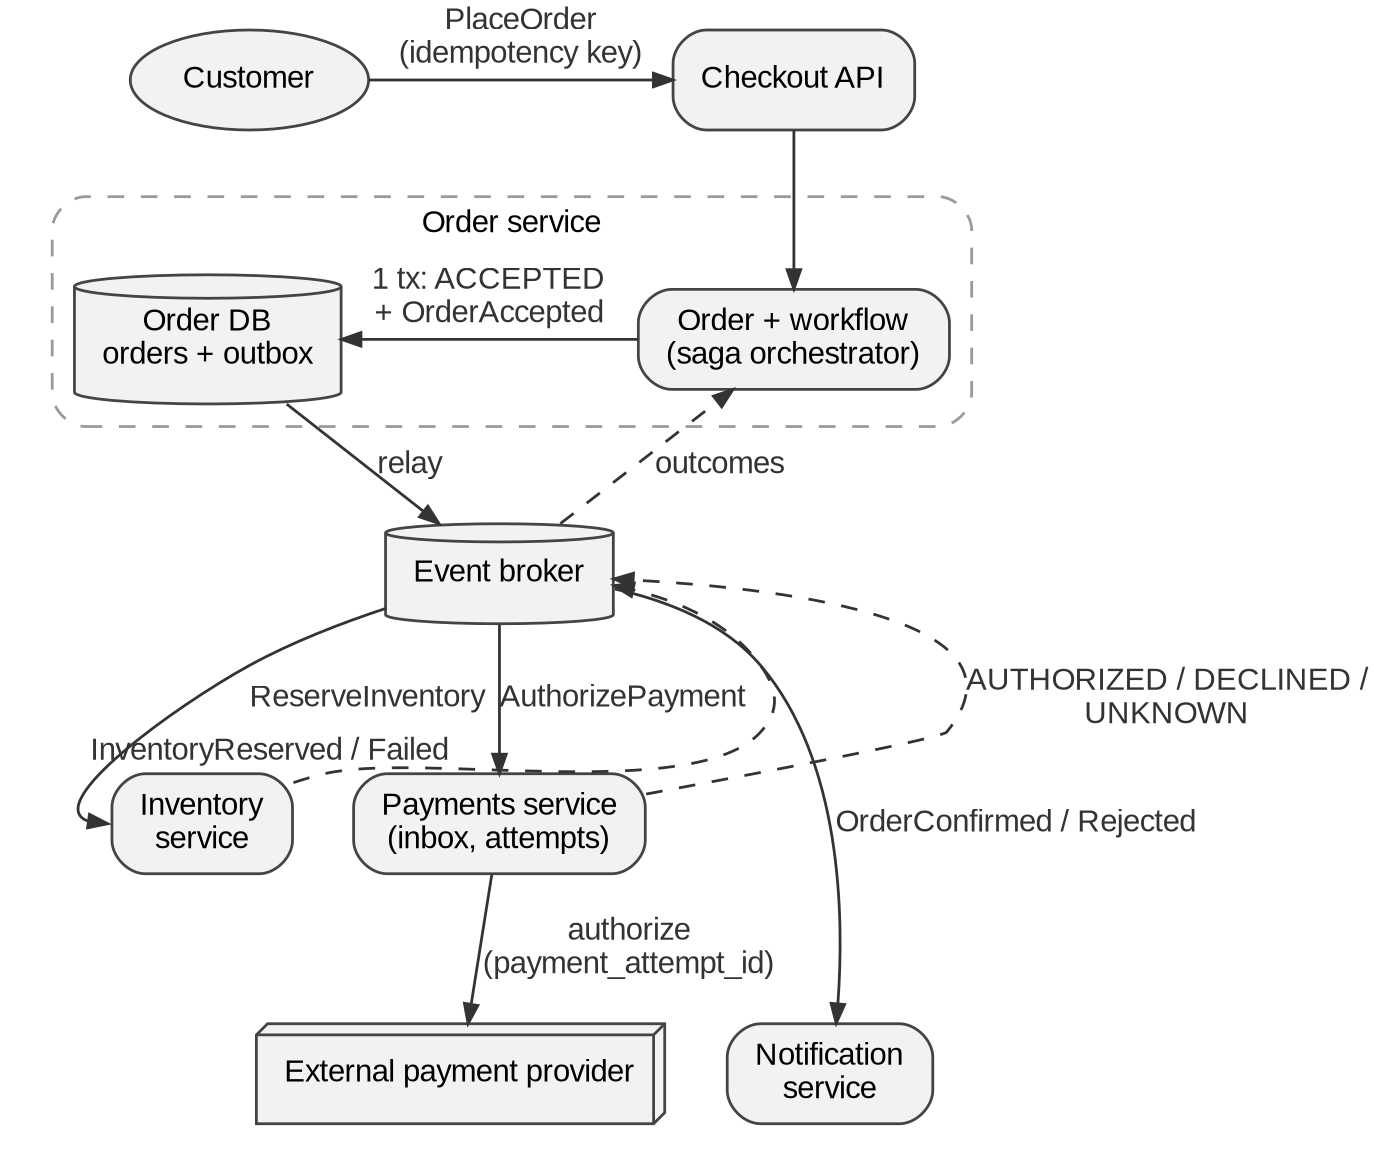 PlaceOrder
(idempotency key)
Customer
Checkout API
Order service
1 tx: ACCEPTED
+ OrderAccepted
Order DB
orders + outbox
Order + workflow
(saga orchestrator)
relay
outcomes
Event broker
ReserveInventory
AuthorizePayment
AUTHORIZED / DECLINED /
UNKNOWN
InventoryReserved / Failed
Inventory
service
Payments service
(inbox, attempts)
OrderConfirmed / Rejected
authorize
(payment_attempt_id)
External payment provider
Notification
service